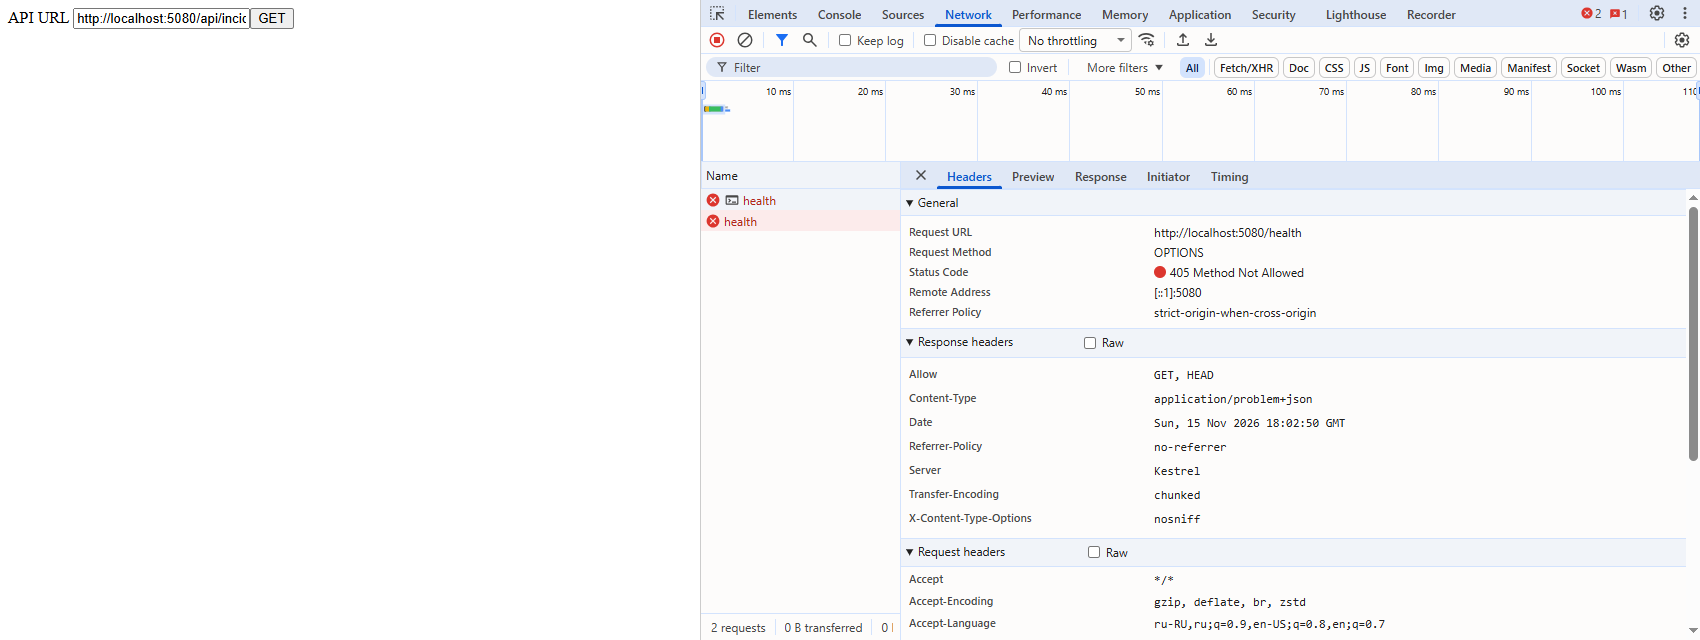 API URL http://localhost:5080/api/incic GET
Elements Console Sources Network Performance Memory Application Security Lighthouse Recorder 2 1
Keep log Disable cache No throttling
Filter Invert More filters All Fetch/XHR Doc CSS JS Font Img Media Manifest Socket Wasm Other
10 ms 20 ms 30 ms 40 ms 50 ms 60 ms 70 ms 80 ms 90 ms 100 ms 110
Name
health
health
2 requests 0 B transferred 0
Headers Preview Response Initiator Timing
General
Request URL http://localhost:5080/health
Request Method OPTIONS
Status Code 405 Method Not Allowed
Remote Address [::1]:5080
Referrer Policy strict-origin-when-cross-origin
Response headers Raw
Allow GET, HEAD
Content-Type application/problem+json
Date Sun, 15 Nov 2026 18:02:50 GMT
Referrer-Policy no-referrer
Server Kestrel
Transfer-Encoding chunked
X-Content-Type-Options nosniff
Request headers Raw
Accept */*
Accept-Encoding gzip, deflate, br, zstd
Accept-Language ru-RU,ru;q=0.9,en-US;q=0.8,en;q=0.7